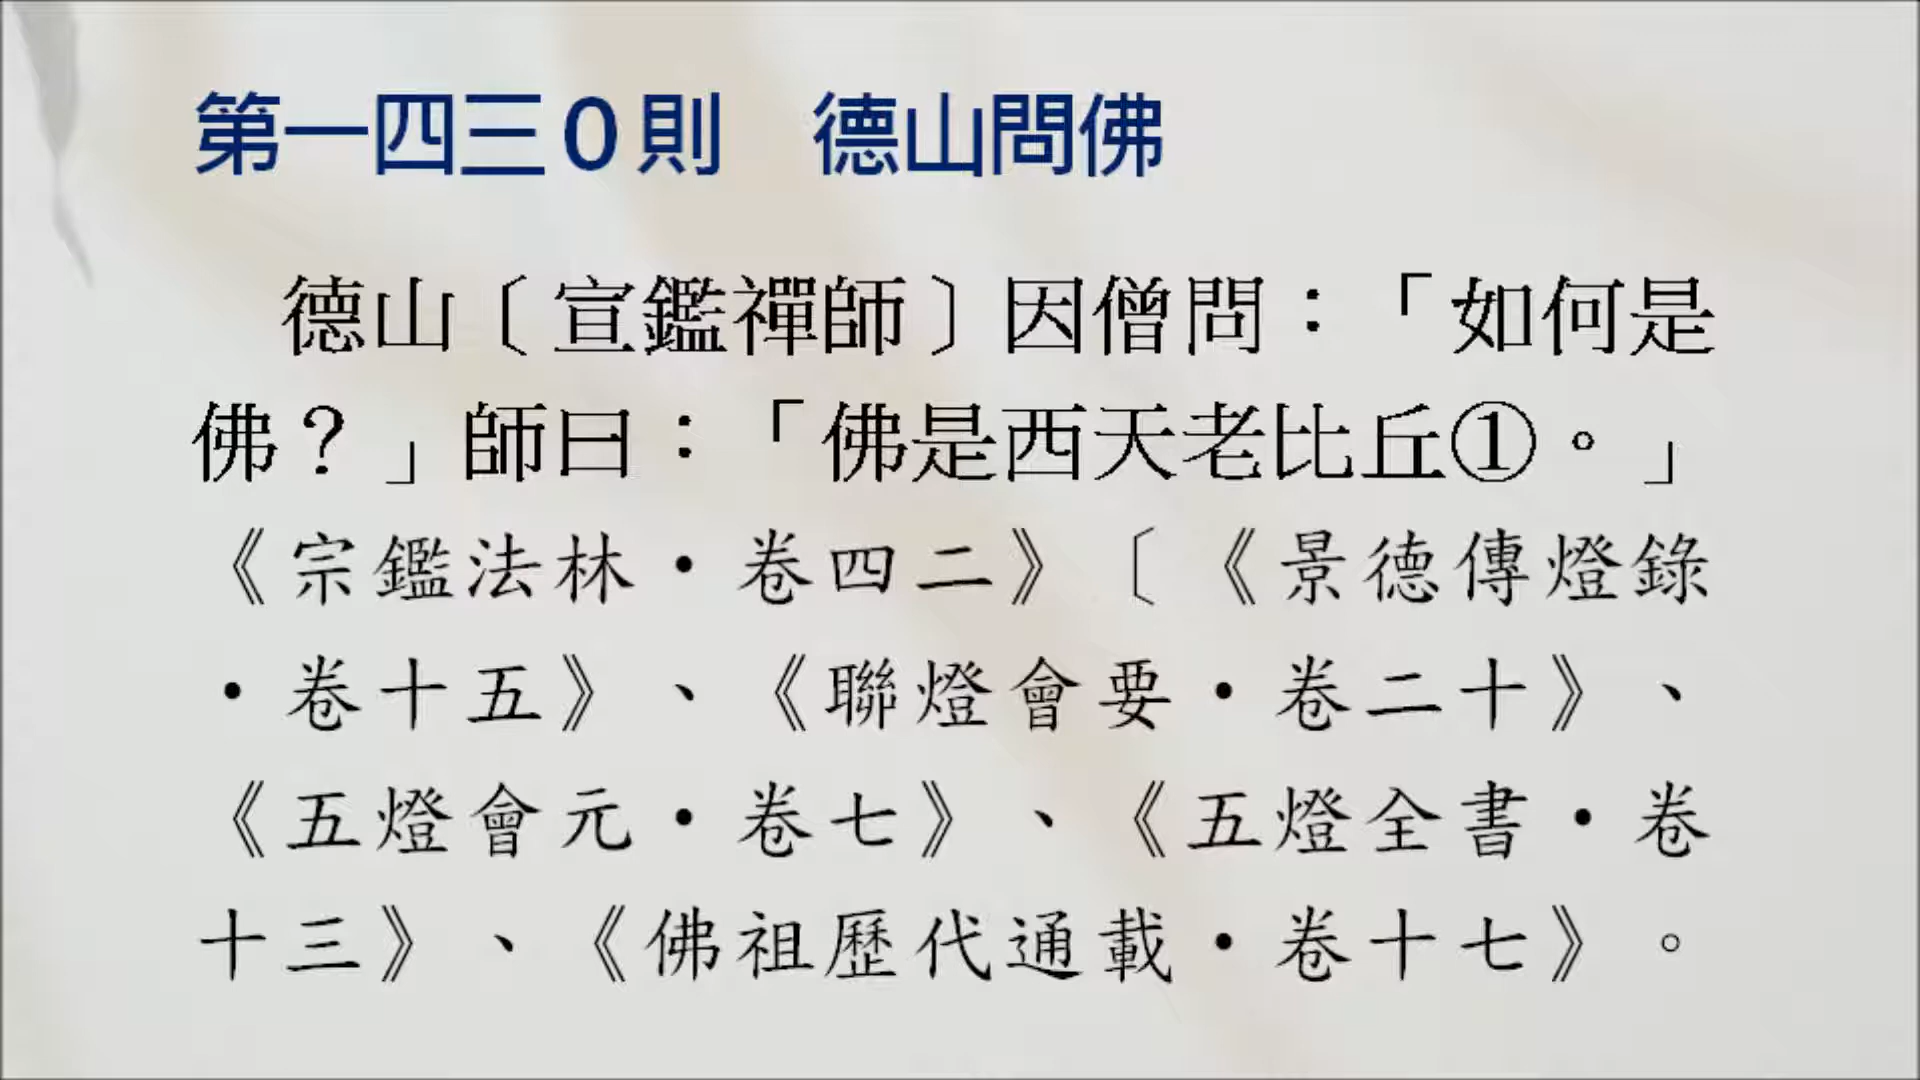 第一四三0則　德山問佛
德山〔宣鑑禪師〕因僧問：「如何是
佛？」師曰：「佛是西天老比丘①。」
《宗鑑法林‧卷四二》〔《景德傳燈錄
‧卷十五》、《聯燈會要‧卷二十》、
《五燈會元‧卷七》、《五燈全書‧卷
十三》、《佛祖歷代通載‧卷十七》。